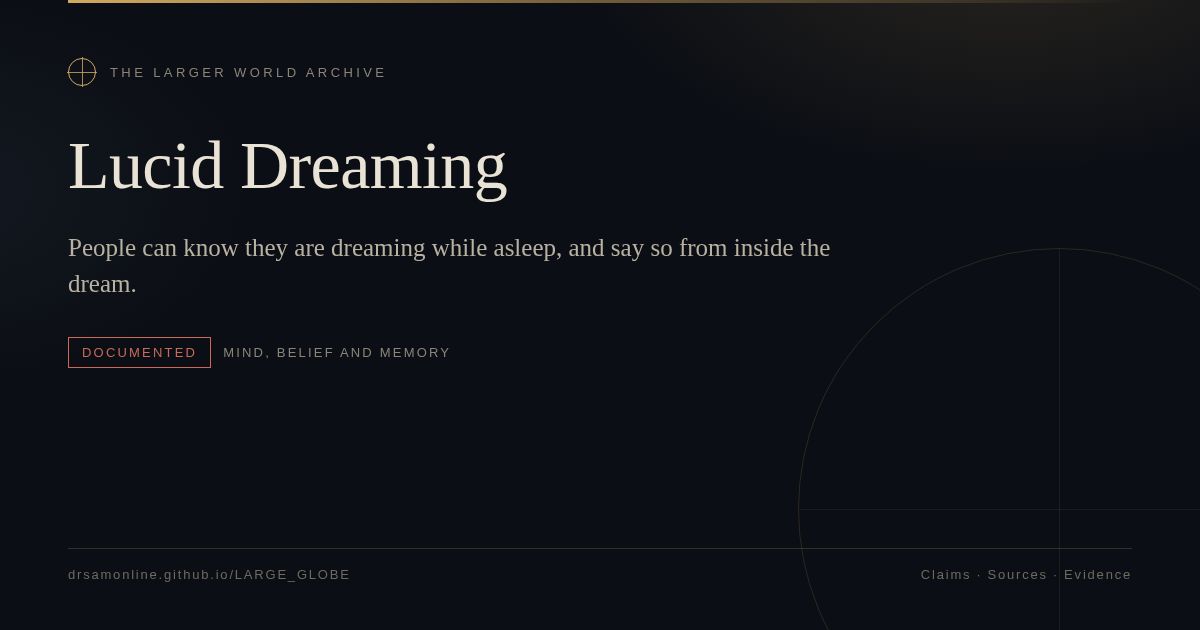 THE LARGER WORLD ARCHIVE
Lucid Dreaming
People can know they are dreaming while asleep, and say so from inside the
dream.
DOCUMENTED
MIND, BELIEF AND MEMORY
drsamonline.github.io/LARGE_GLOBE
Claims · Sources · Evidence